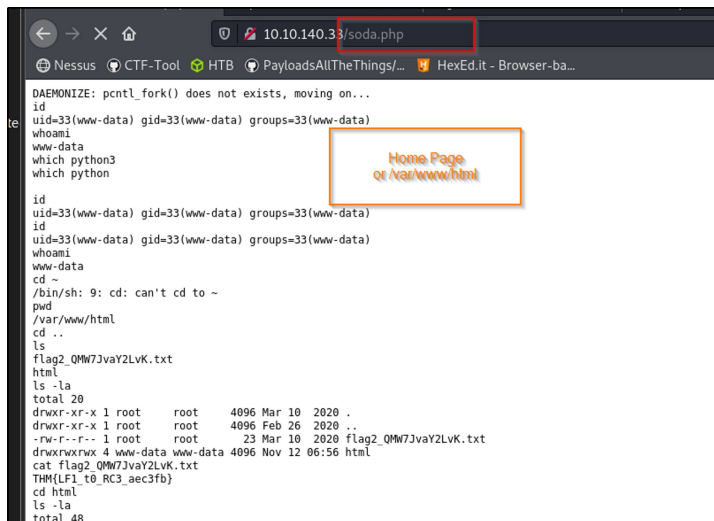 10.10.140.33/soda.php
Nessus CTF-Tool HTB PayloadsAllTheThings/... HexEd.it - Browser-ba...
DAEMONIZE: pcntl_fork() does not exists, moving on...
id
te
uid=33(www-data) gid=33(www-data) groups=33(www-data)
whoami
www-data
which python3
which python
Home Page
or /var/www/html
id
uid=33(www-data) gid=33(www-data) groups=33(www-data)
id
uid=33(www-data) gid=33(www-data) groups=33(www-data)
whoami
www-data
cd ~
/bin/sh: 9: cd: can't cd to ~
pwd
/var/www/html
cd ..
ls
flag2_QMW7JvaY2LvK.txt
html
ls -la
total 20
drwxr-xr-x 1 root     root     4096 Mar 10  2020 .
drwxr-xr-x 1 root     root     4096 Feb 26  2020 ..
-rw-r--r-- 1 root     root       23 Mar 10  2020 flag2_QMW7JvaY2LvK.txt
drwxrwxrwx 4 www-data www-data 4096 Nov 12 06:56 html
cat flag2_QMW7JvaY2LvK.txt
THM{LF1_t0_RC3_aec3fb}
cd html
ls -la
total 48